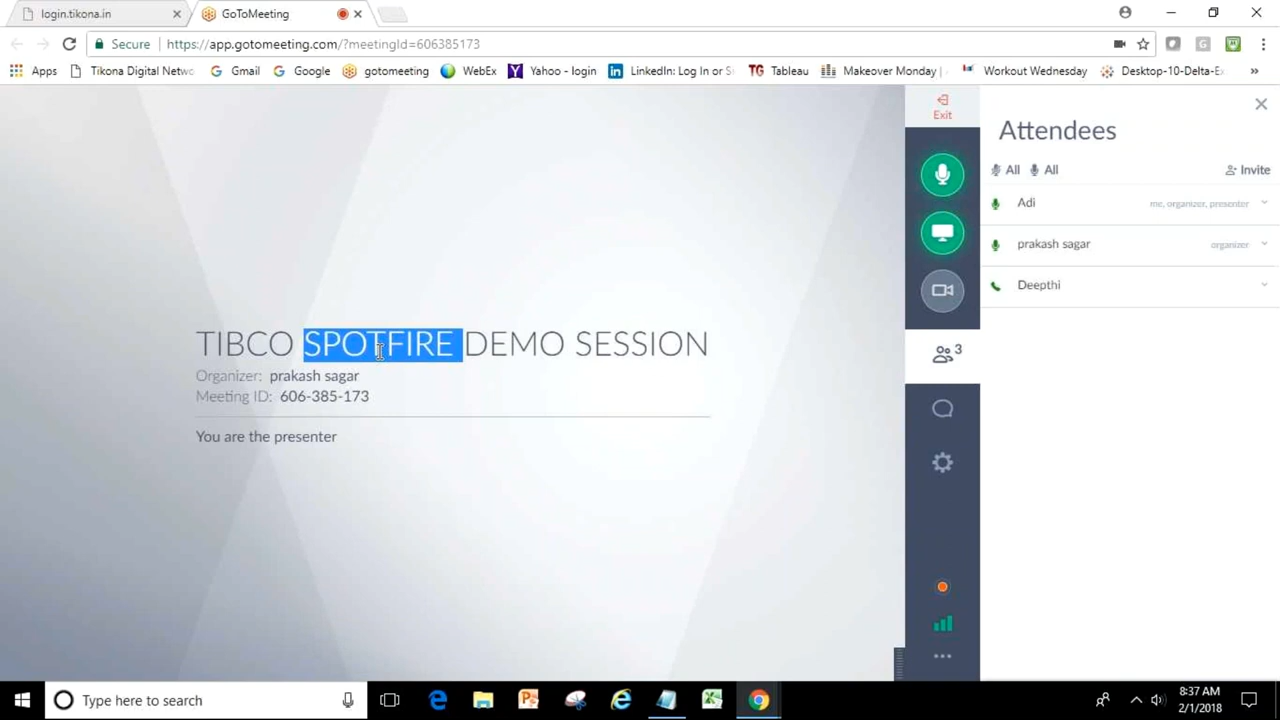 login.tikona.in
GoToMeeting
Secure https://app.gotomeeting.com/?meetingId=606385173
Apps Tikona Digital Netwo Gmail Google gotomeeting WebEx Yahoo - login LinkedIn: Log In or S TG Tableau Makeover Monday | Workout Wednesday Desktop-10-Delta-Ex »
Exit
Attendees
All All Invite
Adi me, organizer, presenter
prakash sagar organizer
Deepthi
3
TIBCO SPOTFIRE DEMO SESSION
Organizer: prakash sagar
Meeting ID: 606-385-173
You are the presenter
Type here to search
8:37 AM
2/1/2018